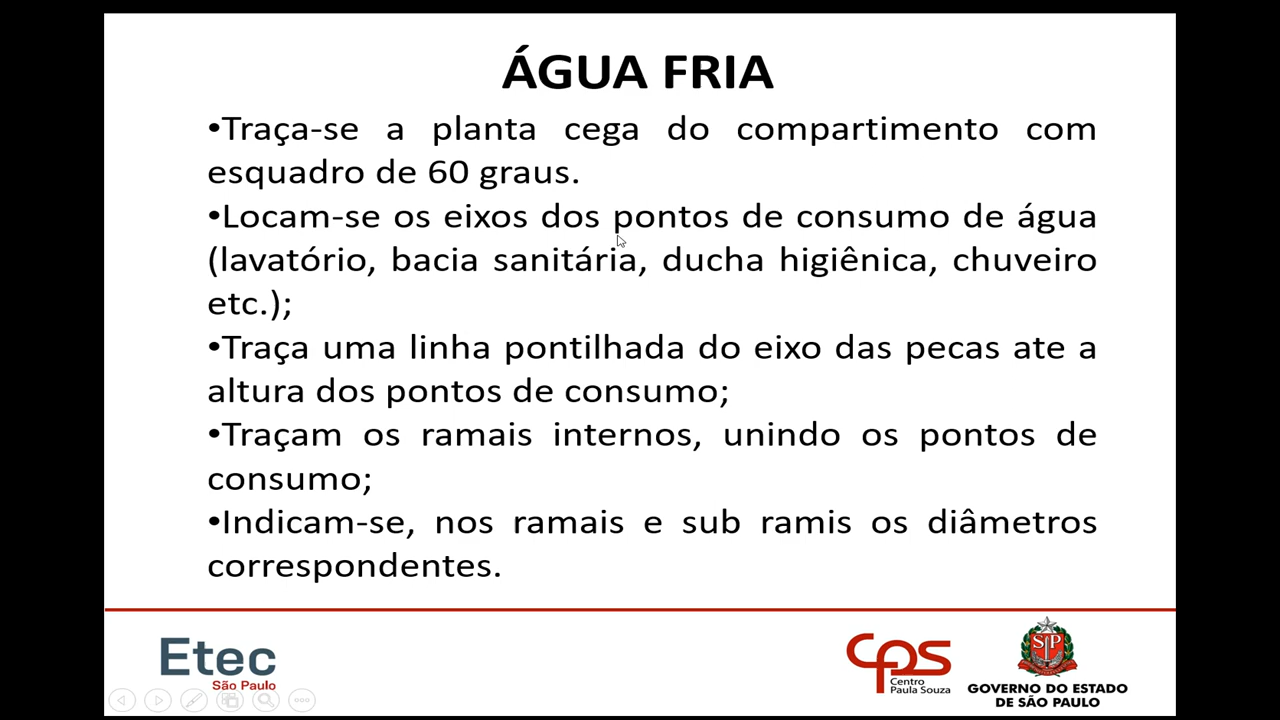 ÁGUA FRIA
•Traça-se a planta cega do compartimento com
esquadro de 60 graus.
•Locam-se os eixos dos pontos de consumo de água
(lavatório, bacia sanitária, ducha higiênica, chuveiro
etc.);
•Traça uma linha pontilhada do eixo das pecas ate a
altura dos pontos de consumo;
•Traçam os ramais internos, unindo os pontos de
consumo;
•Indicam-se, nos ramais e sub ramis os diâmetros
correspondentes.
Etec
São Paulo
cps
Centro
Paula Souza
SP
GOVERNO DO ESTADO
DE SÃO PAULO